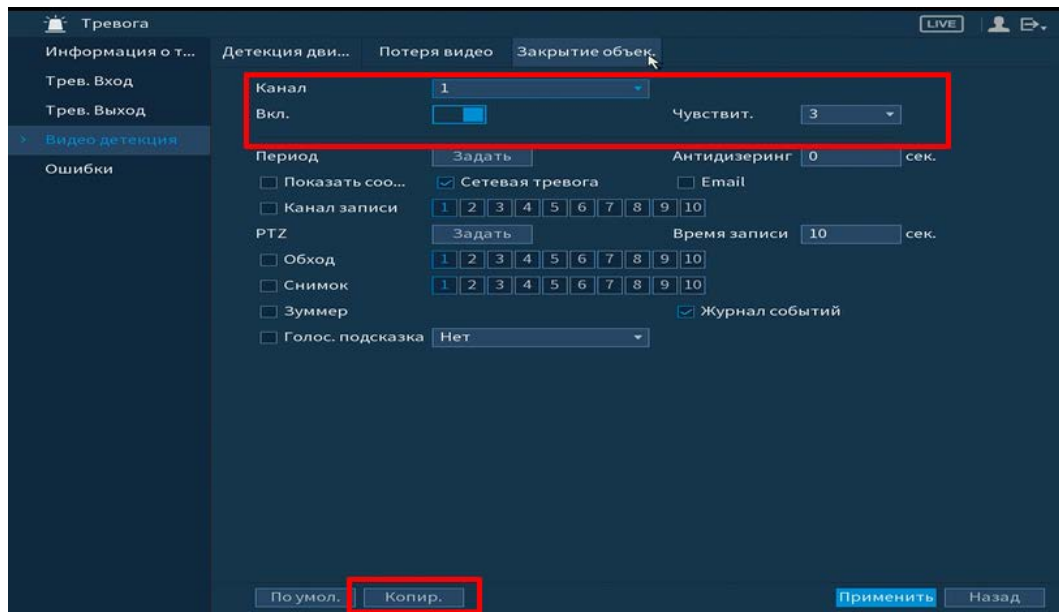 Тревога
LIVE
Информация о т...
Детекция дви...
Потеря видео
Закрытие объек.
Трев. Вход
Трев. Выход
Видео детекция
Ошибки
Канал 1
Вкл. Чувствит. 3
Период Задать Антидизеринг 0 сек.
Показать соо... Сетевая тревога Email
Канал записи 1 2 3 4 5 6 7 8 9 10
PTZ Задать Время записи 10 сек.
Обход 1 2 3 4 5 6 7 8 9 10
Снимок 1 2 3 4 5 6 7 8 9 10
Зуммер Журнал событий
Голос. подсказка Нет
По умол. Копир. Применить Назад